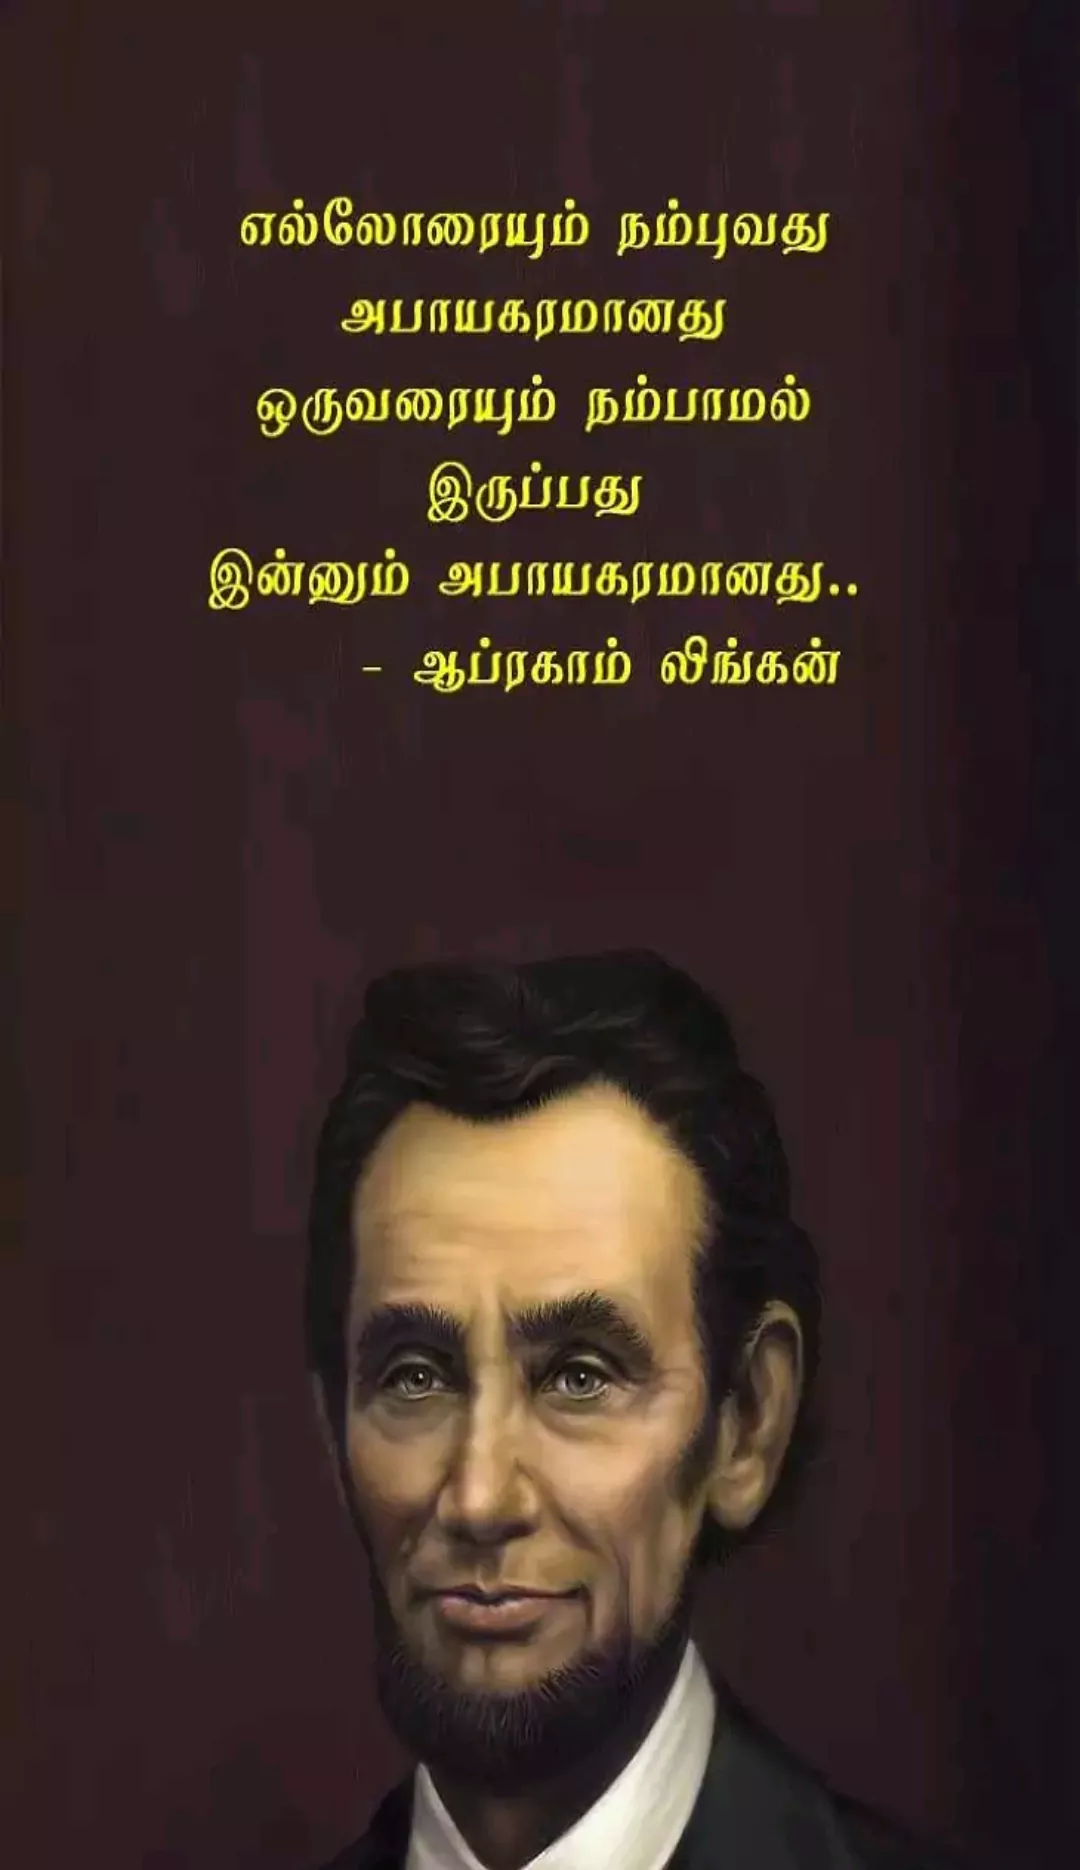 எல்லோரையும் நம்புவது
அபாயகரமானது
ஒருவரையும் நம்பாமல்
இருப்பது
இன்னும் அபாயகரமானது..
- ஆப்ரகாம் லிங்கன்